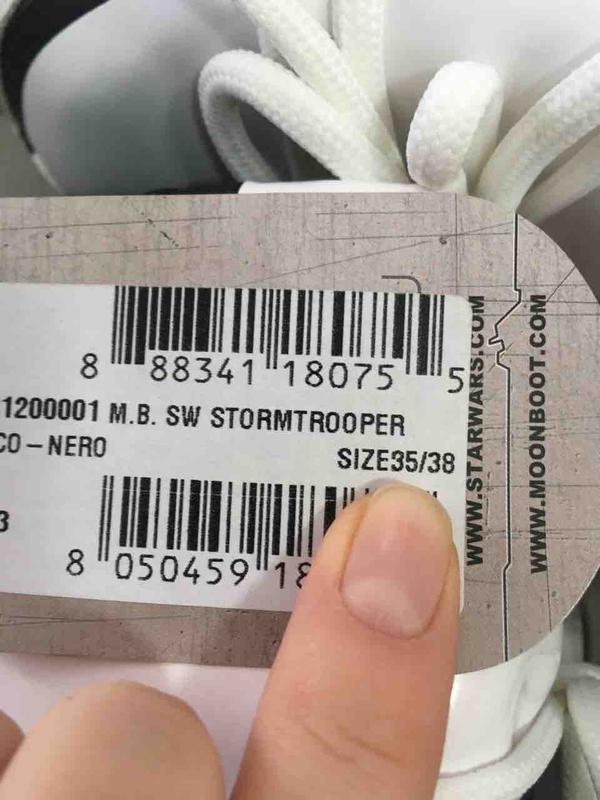 8 88341 18075 5
1200001 M.B. SW STORMTROOPER
CO-NERO
SIZE35/38
3
8 050459 18
WWW.STARWARS.COM
WWW.MOONBOOT.COM